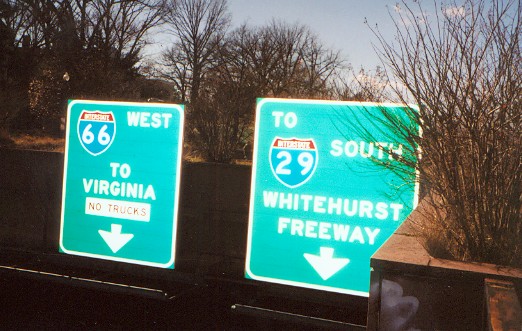 INTERSTATE
66
WEST
TO
VIRGINIA
NO TRUCKS
TO
INTERSTATE
29
SOUTH
WHITEHURST
FREEWAY